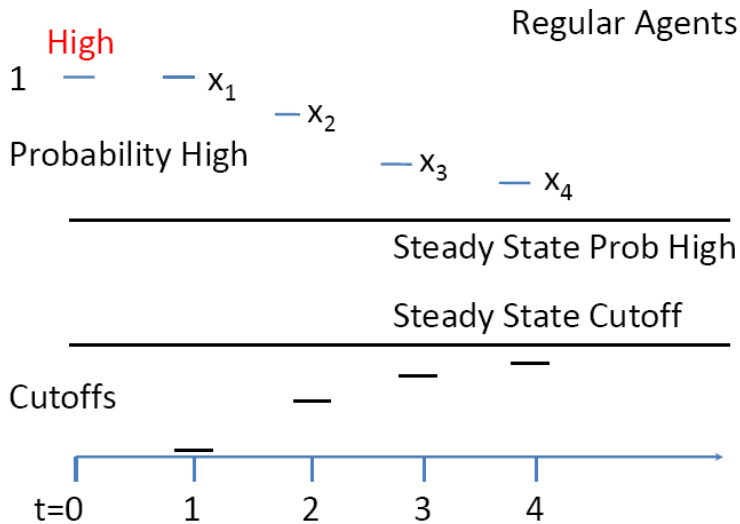 Regular Agents
High
1
x1
x2
Probability High
x3
x4
Steady State Prob High
Steady State Cutoff
Cutoffs
t=0 1 2 3 4